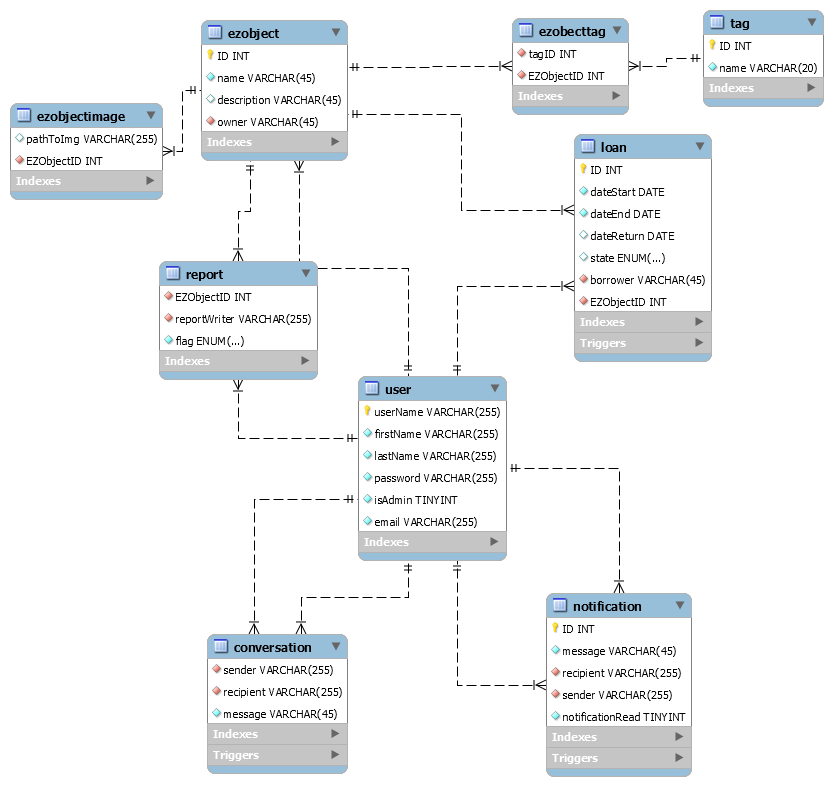 ezobject
ID INT
name VARCHAR(45)
description VARCHAR(45)
owner VARCHAR(45)
Indexes
ezobecttag
tagID INT
EZObjectID INT
Indexes
tag
ID INT
name VARCHAR(20)
Indexes
ezobjectimage
pathToImg VARCHAR(255)
EZObjectID INT
Indexes
loan
ID INT
dateStart DATE
dateEnd DATE
dateReturn DATE
state ENUM(...)
borrower VARCHAR(45)
EZObjectID INT
Indexes
Triggers
report
EZObjectID INT
reportWriter VARCHAR(255)
flag ENUM(...)
Indexes
user
userName VARCHAR(255)
firstName VARCHAR(255)
lastName VARCHAR(255)
password VARCHAR(255)
isAdmin TINYINT
email VARCHAR(255)
Indexes
conversation
sender VARCHAR(255)
recipient VARCHAR(255)
message VARCHAR(45)
Indexes
Triggers
notification
ID INT
message VARCHAR(45)
recipient VARCHAR(255)
sender VARCHAR(255)
notificationRead TINYINT
Indexes
Triggers